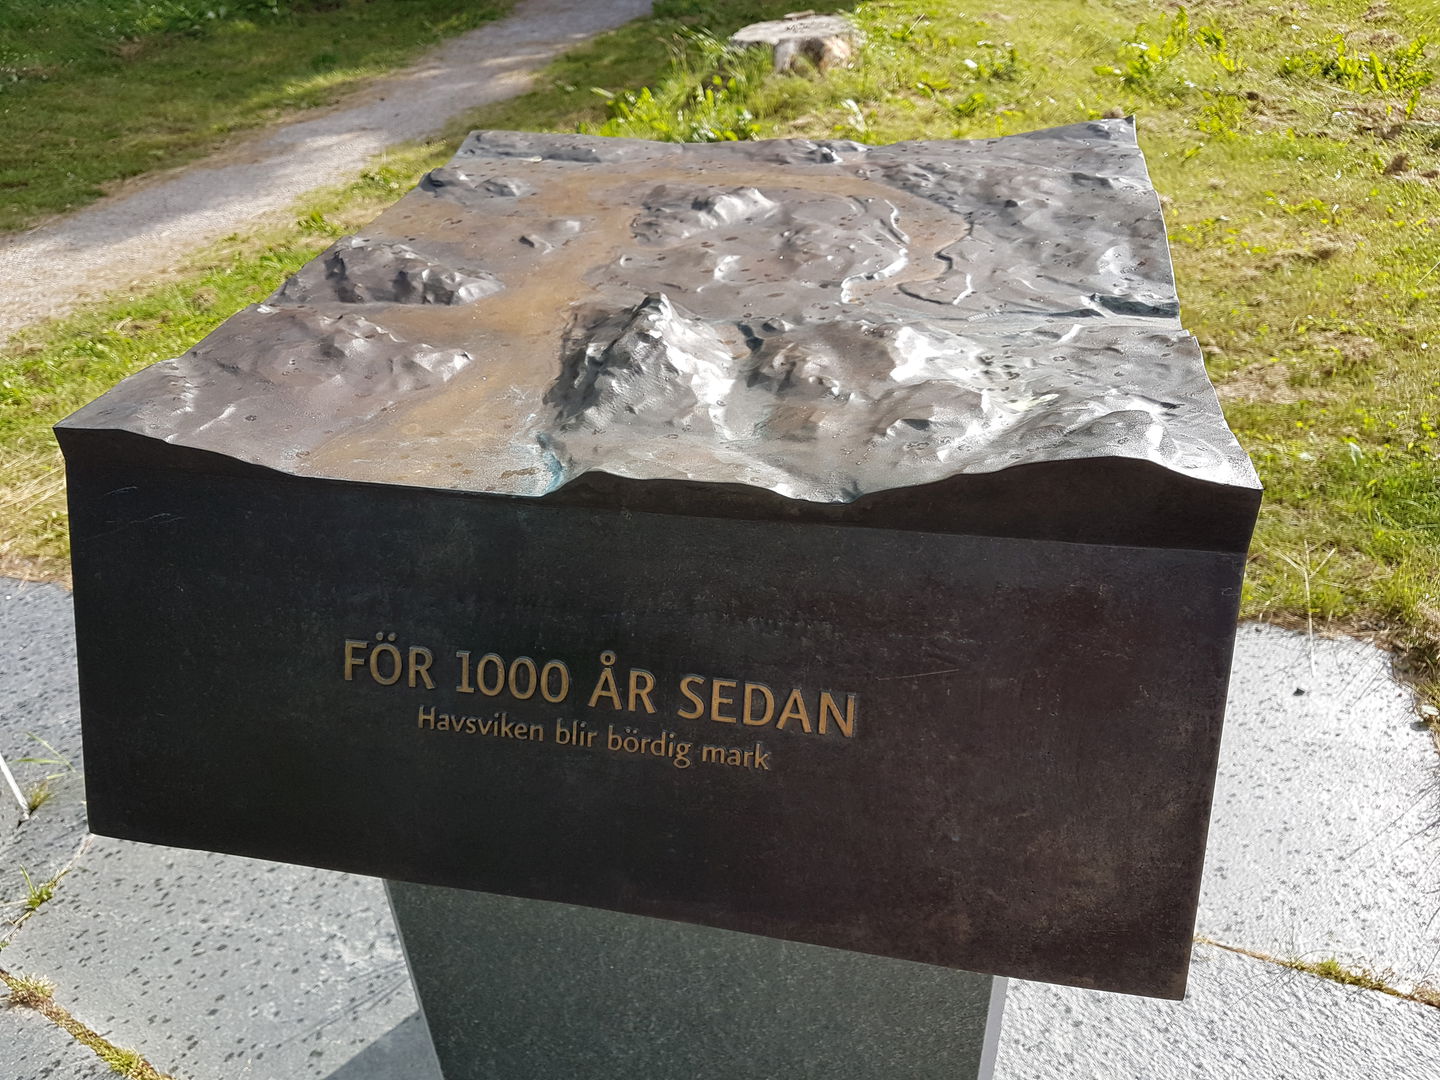 FÖR 1000 ÅR SEDAN
Havsviken blir bördig mark